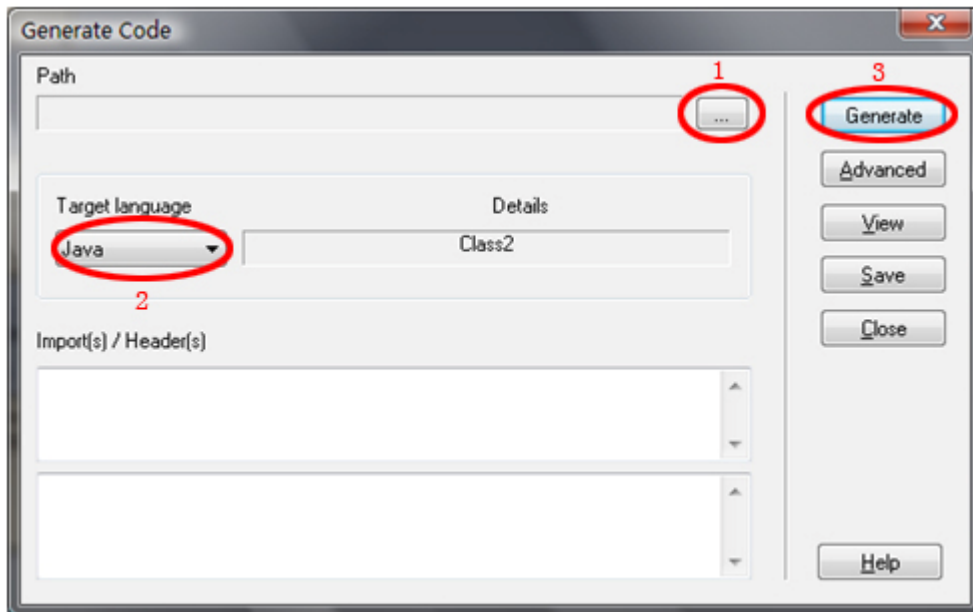 Generate Code
Path
1
...
3
Generate
Advanced
Target language
Details
View
Java
Class2
2
Save
Import(s) / Header(s)
Close
Help